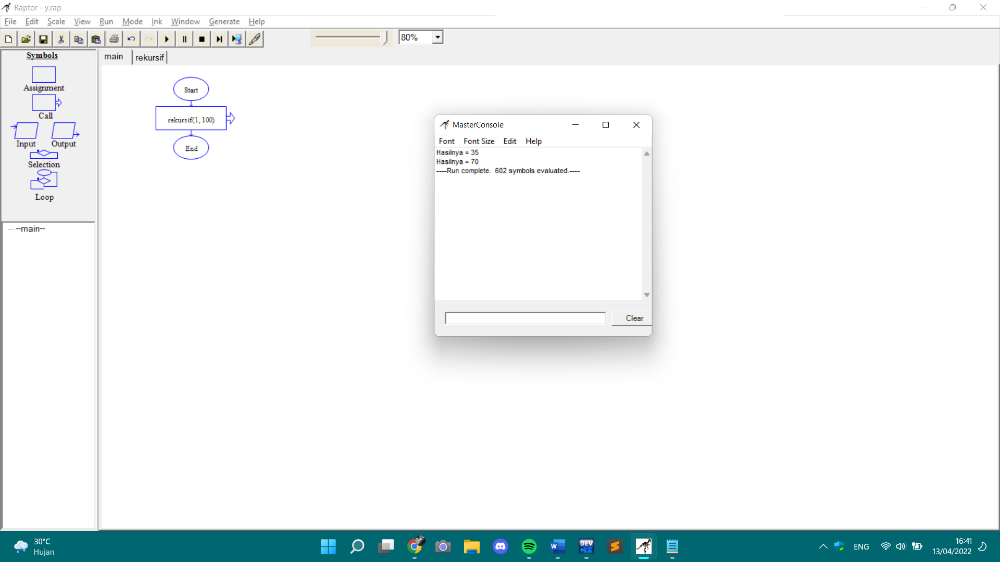 Raptor - y.rap
File Edit Scale View Run Mode Ink Window Generate Help
80%
Symbols
Assignment
Call
Input Output
Selection
Loop
--main--
main rekursif
Start
rekursif(1, 100)
End
MasterConsole
Font Font Size Edit Help
Hasilnya = 35
Hasilnya = 70
----Run complete. 602 symbols evaluated.----
Clear
30°C
Hujan
W
DEV
C++
ENG
16:41
13/04/2022